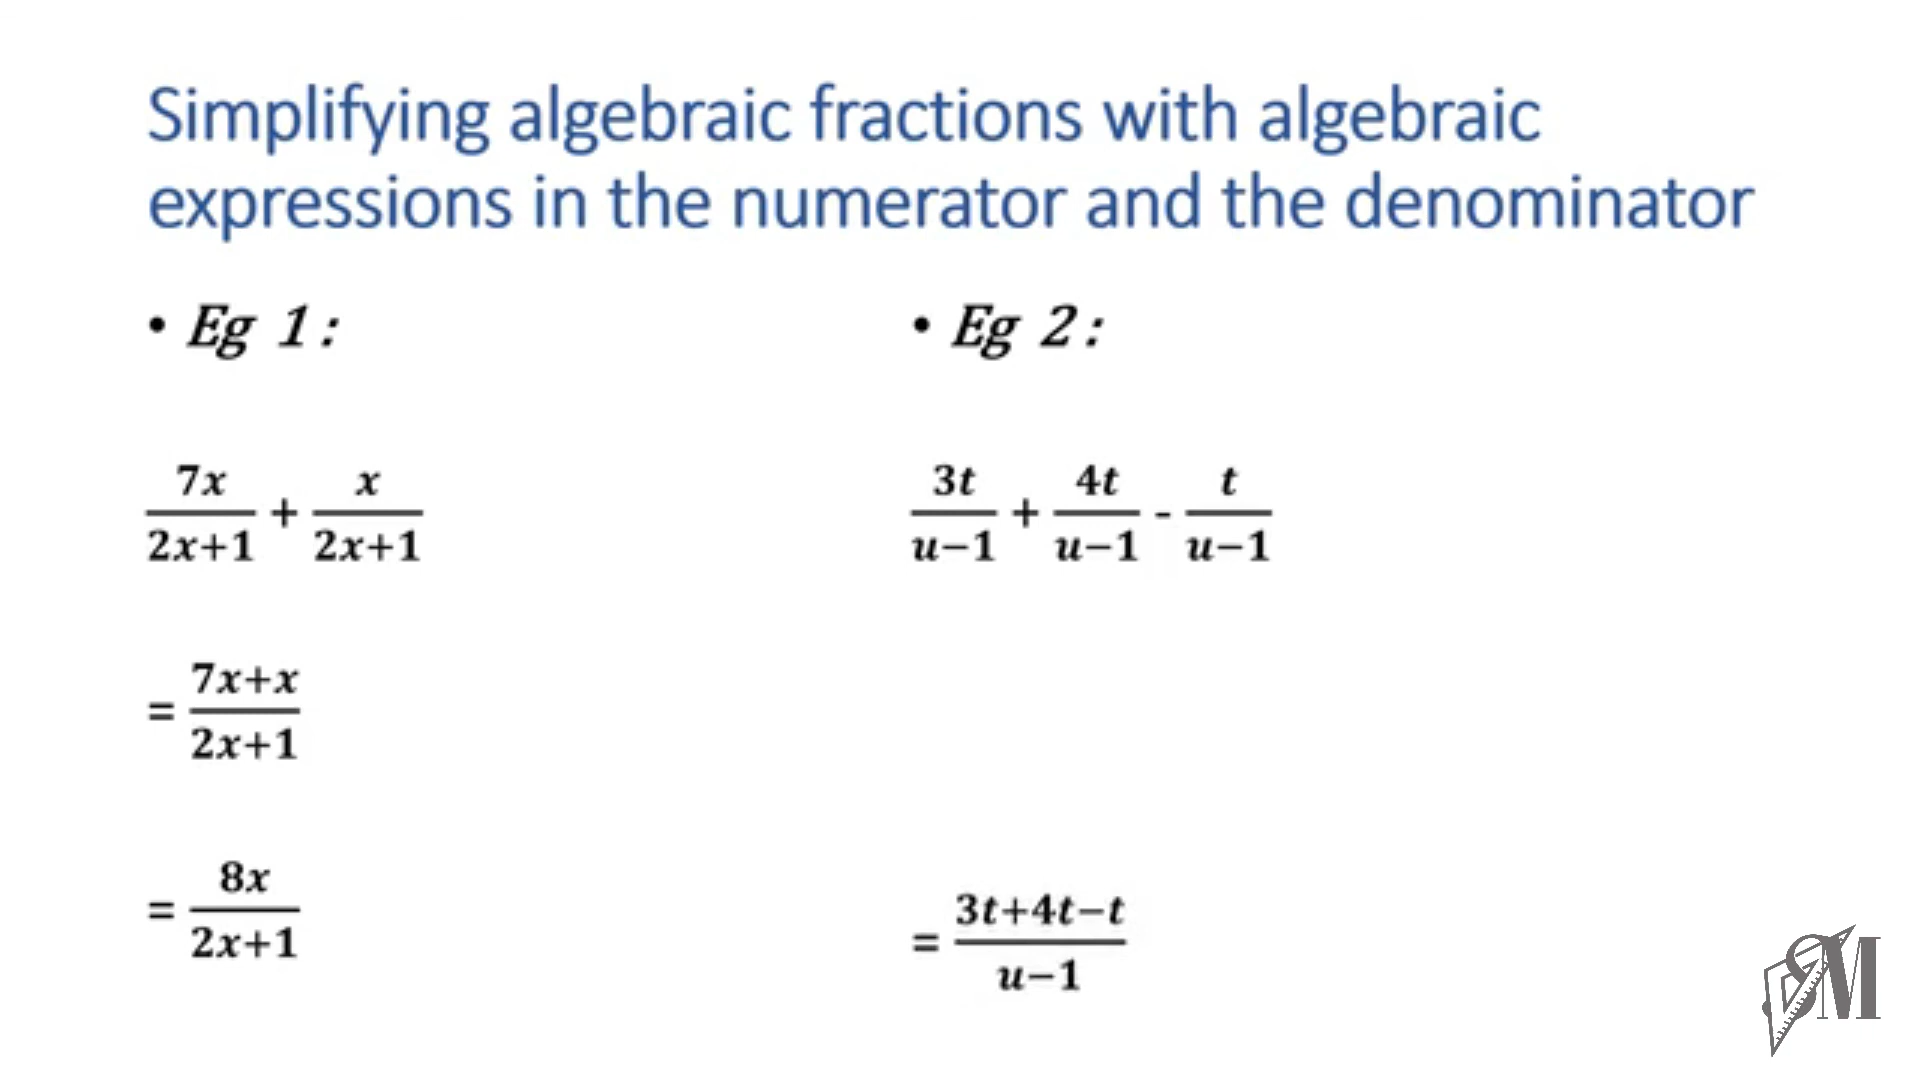 Simplifying algebraic fractions with algebraic
expressions in the numerator and the denominator
• Eg 1:
7x/2x+1 + x/2x+1
= 7x+x/2x+1
= 8x/2x+1
• Eg 2:
3t/u−1 + 4t/u−1 - t/u−1
= 3t+4t−t/u−1
SM